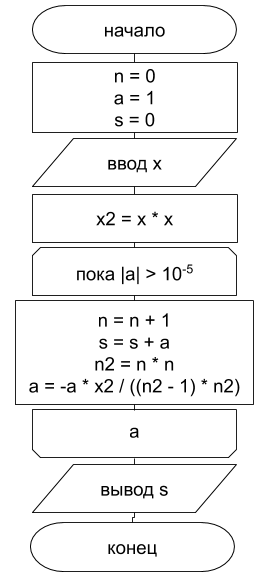 начало
n = 0
a = 1
s = 0
ввод x
x2 = x * x
пока |a| > 10⁻⁵
n = n + 1
s = s + a
n2 = n * n
a = -a * x2 / ((n2 - 1) * n2)
a
вывод s
конец